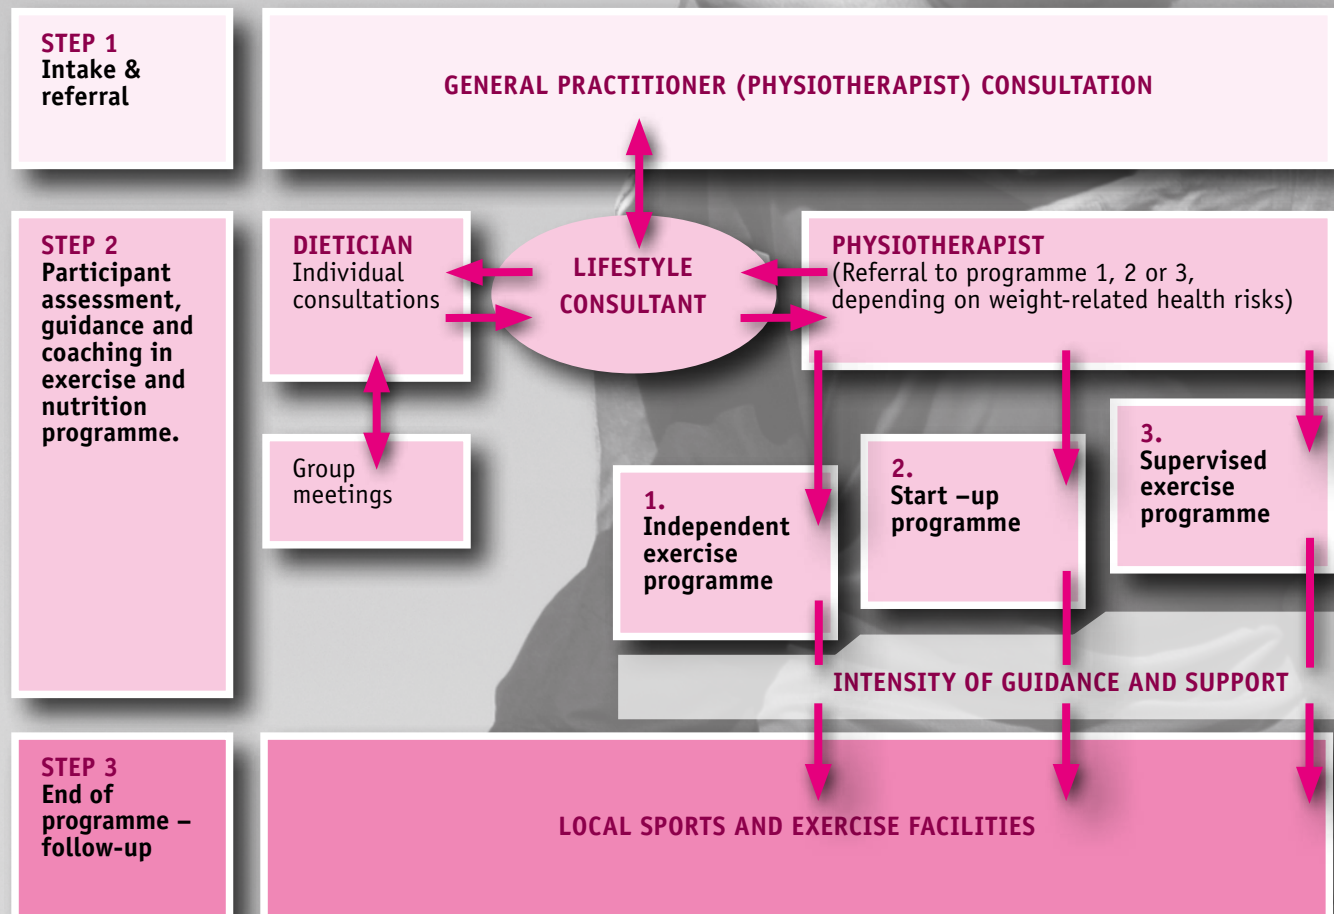 STEP 1
Intake &
referral
GENERAL PRACTITIONER (PHYSIOTHERAPIST) CONSULTATION
STEP 2
Participant
assessment,
guidance and
coaching in
exercise and
nutrition
programme.
DIETICIAN
Individual
consultations
LIFESTYLE
CONSULTANT
PHYSIOTHERAPIST
(Referral to programme 1, 2 or 3,
depending on weight-related health risks)
Group
meetings
1.
Independent
exercise
programme
2.
Start –up
programme
3.
Supervised
exercise
programme
INTENSITY OF GUIDANCE AND SUPPORT
STEP 3
End of
programme –
follow-up
LOCAL SPORTS AND EXERCISE FACILITIES